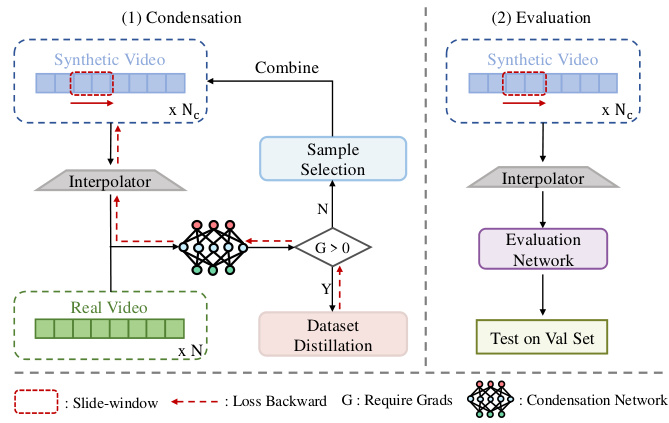 (1) Condensation
(2) Evaluation
Synthetic Video
x N_c
Combine
Synthetic Video
x N_c
Interpolator
Sample
Selection
N
G > 0
Y
Real Video
x N
Dataset
Distillation
Interpolator
Evaluation
Network
Test on Val Set
: Slide-window
: Loss Backward
G : Require Grads
: Condensation Network